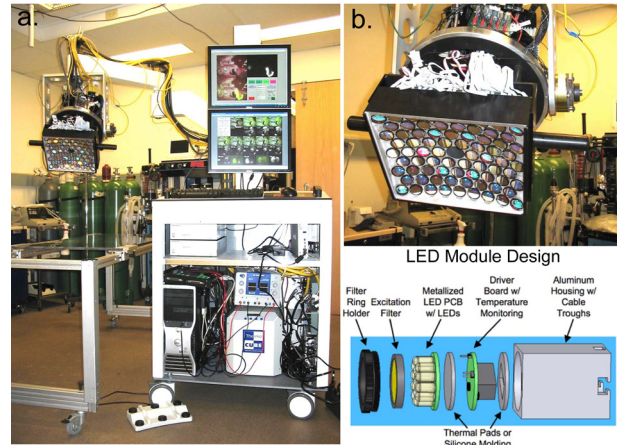 a.
b.
LED Module Design
Filter
Ring
Holder
Excitation
Filter
Metallized
LED PCB
w/ LEDs
Driver
Board w/
Temperature
Monitoring
Aluminum
Housing w/
Cable
Troughs
Thermal Pads or
Silicone Molding